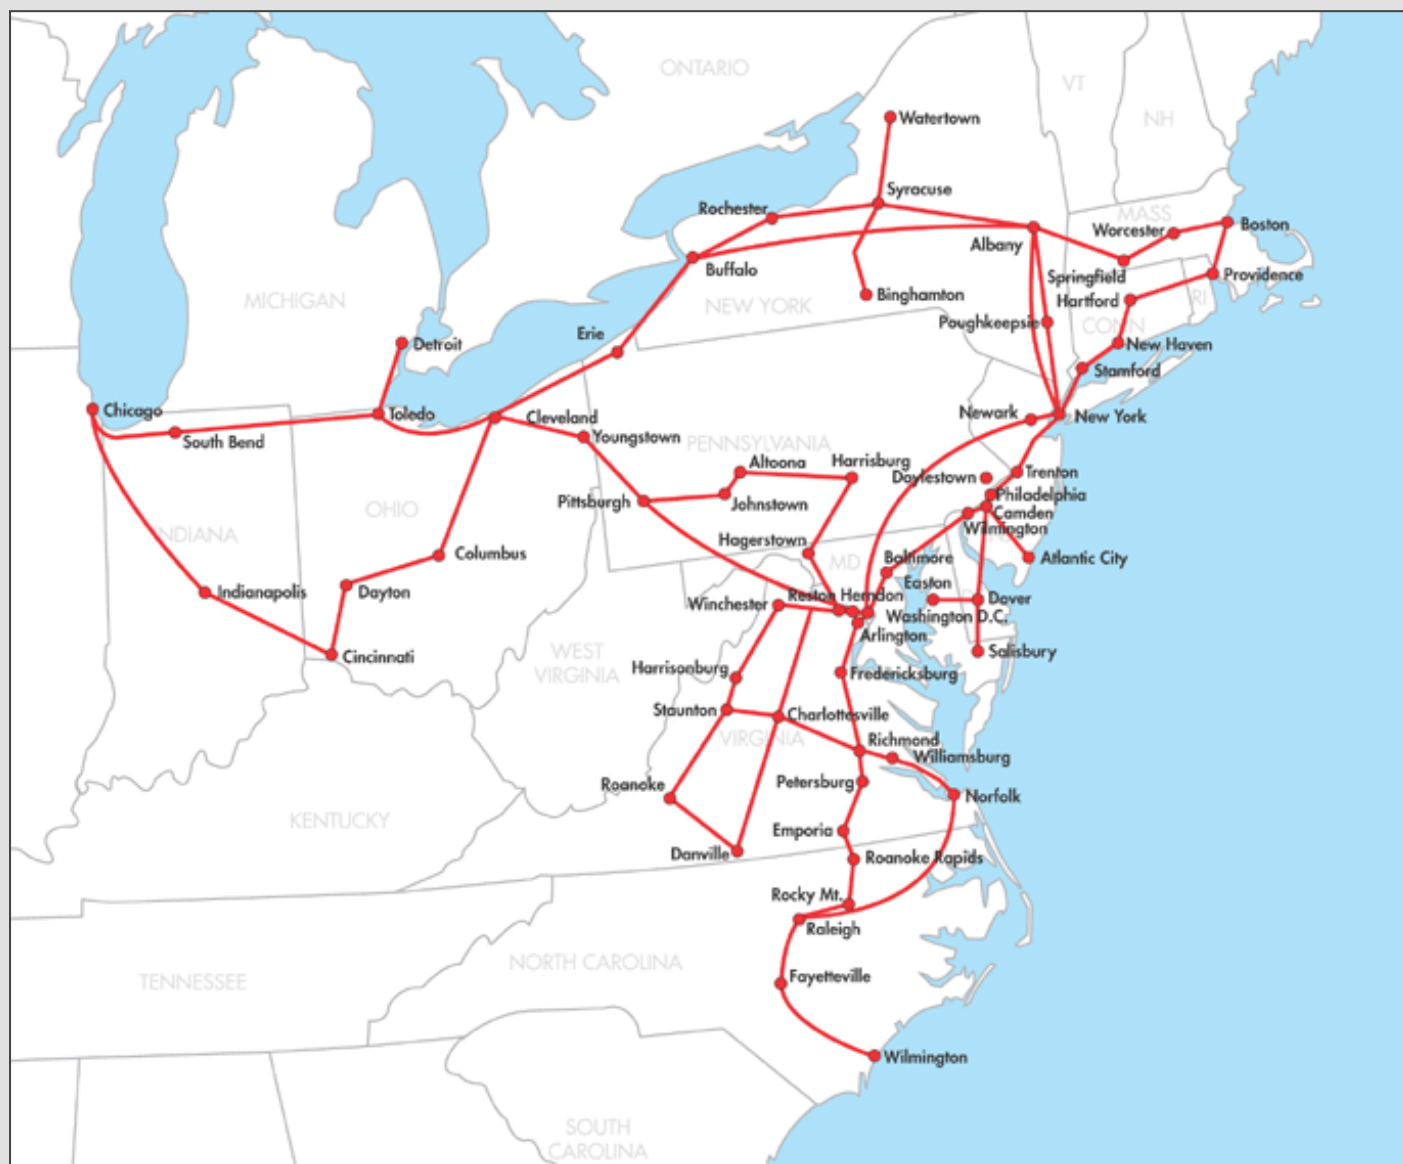 ONTARIO
VT
NH
Watertown
Syracuse
Rochester
MASS
Worcester
Boston
Albany
Buffalo
Springfield
Providence
Hartford
RI
Binghamton
MICHIGAN
NEW YORK
Poughkeepsie
CONN
Erie
Detroit
New Haven
Stamford
Chicago
Toledo
Cleveland
Newark
New York
South Bend
Youngstown
PENNSYLVANIA
Altoona
Harrisburg
Doylestown
Trenton
Pittsburgh
Johnstown
Philadelphia
Camden
OHIO
INDIANA
Wilmington
Hagerstown
Columbus
MD
Baltimore
Atlantic City
Indianapolis
Dayton
Easton
Winchester
Reston
Herndon
Dover
Washington D.C.
Arlington
Cincinnati
WEST
VIRGINIA
Salisbury
Harrisonburg
Fredericksburg
Staunton
Charlottesville
VIRGINIA
Richmond
Williamsburg
Roanoke
Petersburg
Norfolk
KENTUCKY
Emporia
Danville
Roanoke Rapids
Rocky Mt.
Raleigh
NORTH CAROLINA
TENNESSEE
Fayetteville
Wilmington
SOUTH
CAROLINA